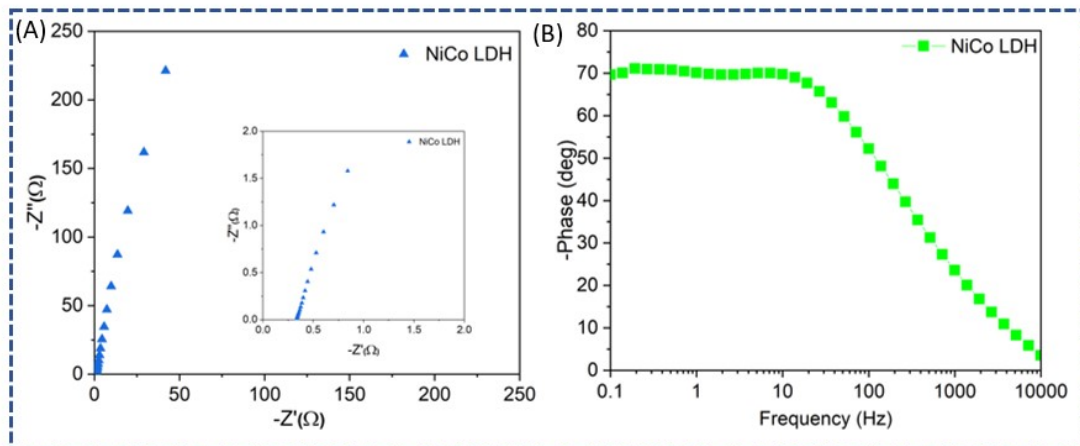 (A)
250
200
150
100
50
0
-Z''(Ω)
NiCo LDH
2.0
1.5
1.0
0.5
0.0
-Z''(Ω)
NiCo LDH
0.0 0.5 1.0 1.5 2.0
-Z'(Ω)
0 50 100 150 200 250
-Z'(Ω)
(B)
80
70
60
50
40
30
20
10
0
-Phase (deg)
NiCo LDH
0.1 1 10 100 1000 10000
Frequency (Hz)